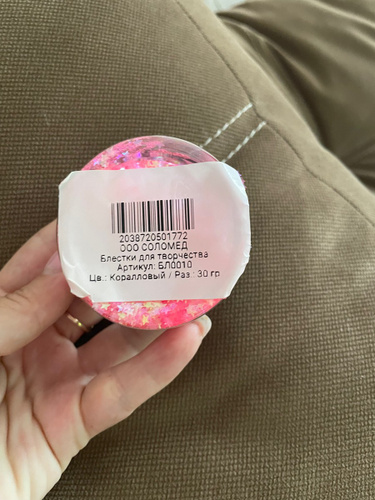 2038720501772
ООО СОЛОМЕД
Блестки для творчества
Артикул: БЛ0010
Цв.: Коралловый / Раз.: 30 гр